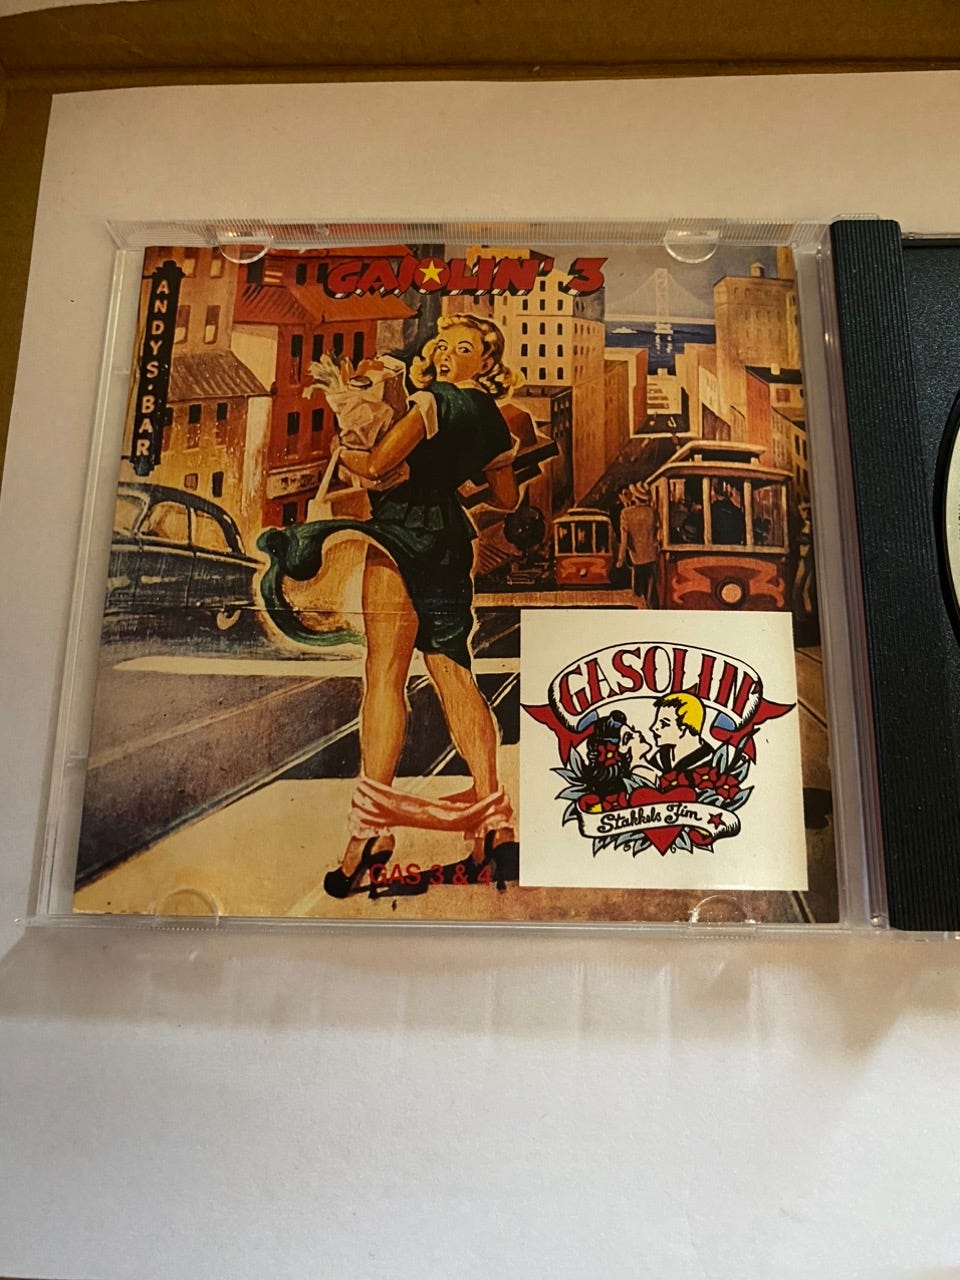 GASOLIN' 3
ANDYS·BAR
GASOLIN'
Stakkels Jim
GAS 3 & 4